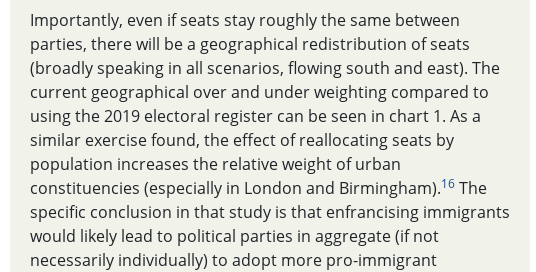 Importantly, even if seats stay roughly the same between
parties, there will be a geographical redistribution of seats
(broadly speaking in all scenarios, flowing south and east). The
current geographical over and under weighting compared to
using the 2019 electoral register can be seen in chart 1. As a
similar exercise found, the effect of reallocating seats by
population increases the relative weight of urban
constituencies (especially in London and Birmingham).16 The
specific conclusion in that study is that enfrancising immigrants
would likely lead to political parties in aggregate (if not
necessarily individually) to adopt more pro-immigrant